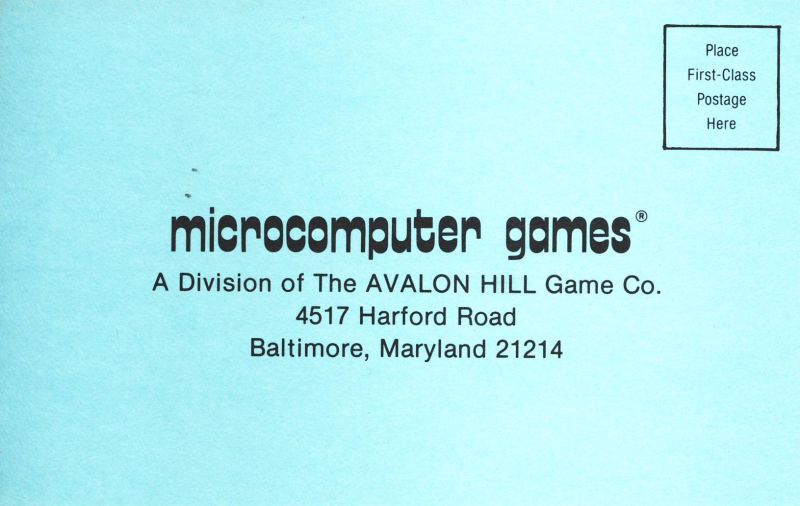 Place
First-Class
Postage
Here
microcomputer games®
A Division of The AVALON HILL Game Co.
4517 Harford Road
Baltimore, Maryland 21214